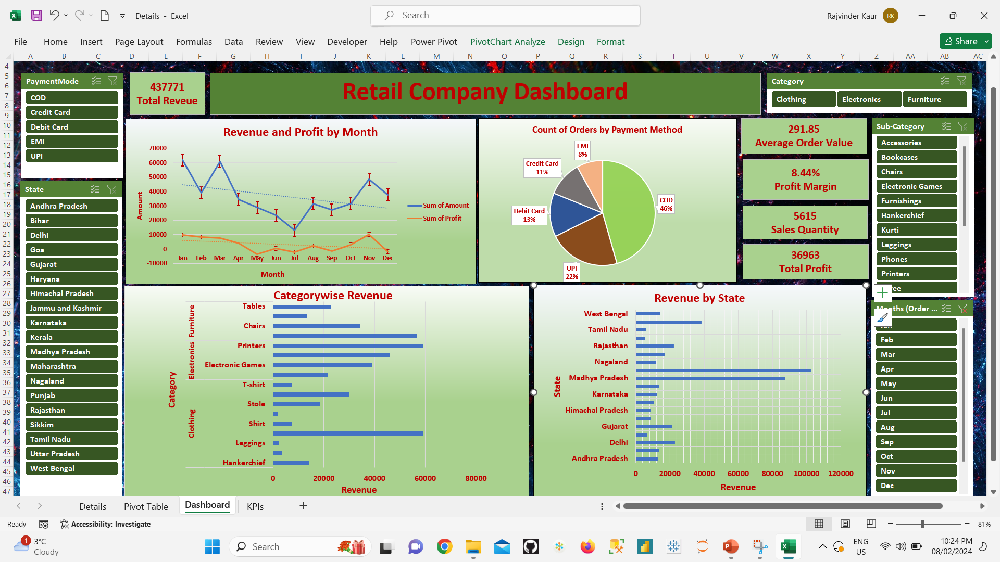 Details - Excel
Search
Rajvinder Kaur
RK
File
Home
Insert
Page Layout
Formulas
Data
Review
View
Developer
Help
Power Pivot
PivotChart Analyze
Design
Format
Share
A B C D E F G H I J K L M N O P Q R S T U V W X Y Z AA AB AC
4
5
6
7
8
9
10
11
12
13
14
15
16
17
18
19
20
21
22
23
24
25
26
27
28
29
30
31
32
33
34
35
36
37
38
39
40
41
42
43
44
45
46
47
PaymentMode
COD
Credit Card
Debit Card
EMI
UPI
State
Andhra Pradesh
Bihar
Delhi
Goa
Gujarat
Haryana
Himachal Pradesh
Jammu and Kashmir
Karnataka
Kerala
Madhya Pradesh
Maharashtra
Nagaland
Punjab
Rajasthan
Sikkim
Tamil Nadu
Uttar Pradesh
West Bengal
437771
Total Reveue
Retail Company Dashboard
Category
Clothing
Electronics
Furniture
Revenue and Profit by Month
70000
60000
50000
40000
30000
20000
10000
0
-10000
Amount
Jan Feb Mar Apr May Jun Jul Aug Sep Oct Nov Dec
Month
Sum of Amount
Sum of Profit
Count of Orders by Payment Method
EMI
8%
Credit Card
11%
COD
46%
Debit Card
13%
UPI
22%
291.85
Average Order Value
8.44%
Profit Margin
5615
Sales Quantity
36963
Total Profit
Sub-Category
Accessories
Bookcases
Chairs
Electronic Games
Furnishings
Hankerchief
Kurti
Leggings
Phones
Printers
Categorywise Revenue
Category
Furniture
Electronics
Clothing
Tables
Chairs
Printers
Electronic Games
T-shirt
Stole
Shirt
Leggings
Hankerchief
0 20000 40000 60000 80000
Revenue
Revenue by State
State
West Bengal
Tamil Nadu
Rajasthan
Nagaland
Madhya Pradesh
Karnataka
Himachal Pradesh
Gujarat
Delhi
Andhra Pradesh
0 20000 40000 60000 80000 100000 120000
Revenue
(Order ...
Feb
Mar
Apr
May
Jun
Jul
Aug
Sep
Oct
Nov
Dec
Details
Pivot Table
Dashboard
KPIs
Ready
Accessibility: Investigate
81%
1
3°C
Cloudy
Search
ENG
US
10:24 PM
08/02/2024